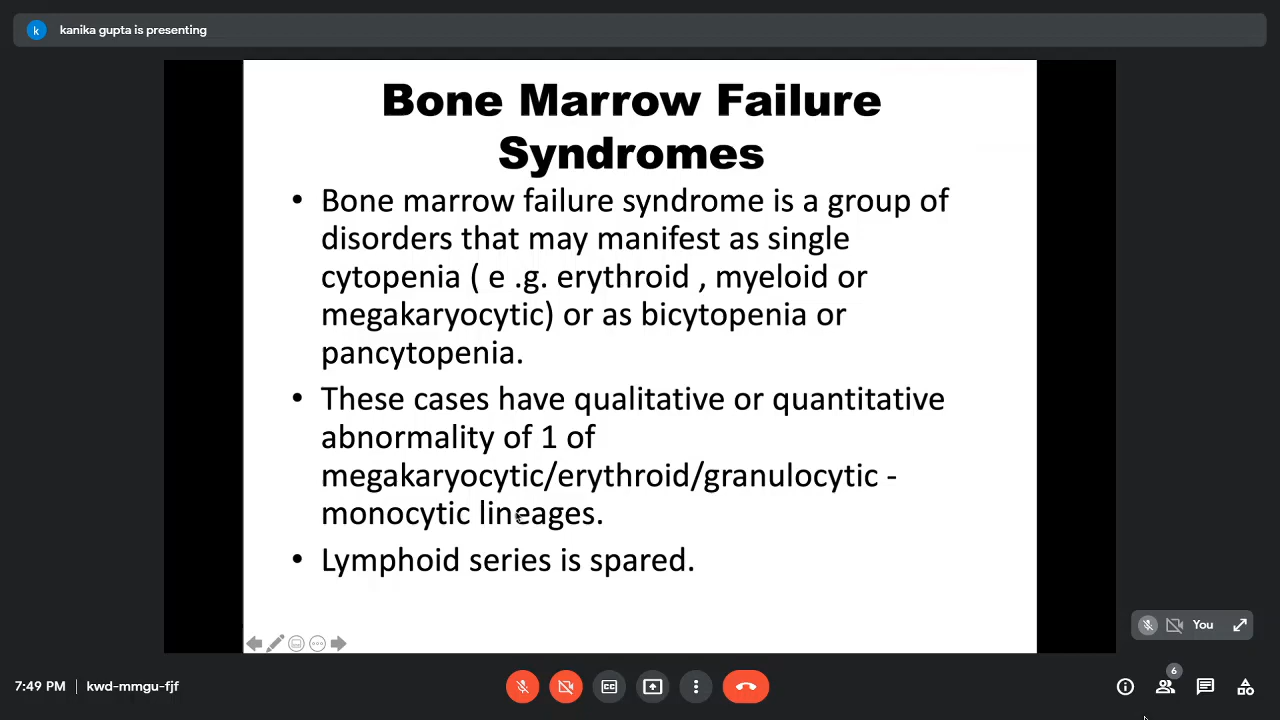 k kanika gupta is presenting
Bone Marrow Failure
Syndromes
• Bone marrow failure syndrome is a group of
disorders that may manifest as single
cytopenia ( e .g. erythroid , myeloid or
megakaryocytic) or as bicytopenia or
pancytopenia.
• These cases have qualitative or quantitative
abnormality of 1 of
megakaryocytic/erythroid/granulocytic -
monocytic lineages.
• Lymphoid series is spared.
You
7:49 PM | kwd-mmgu-fjf
CC
6